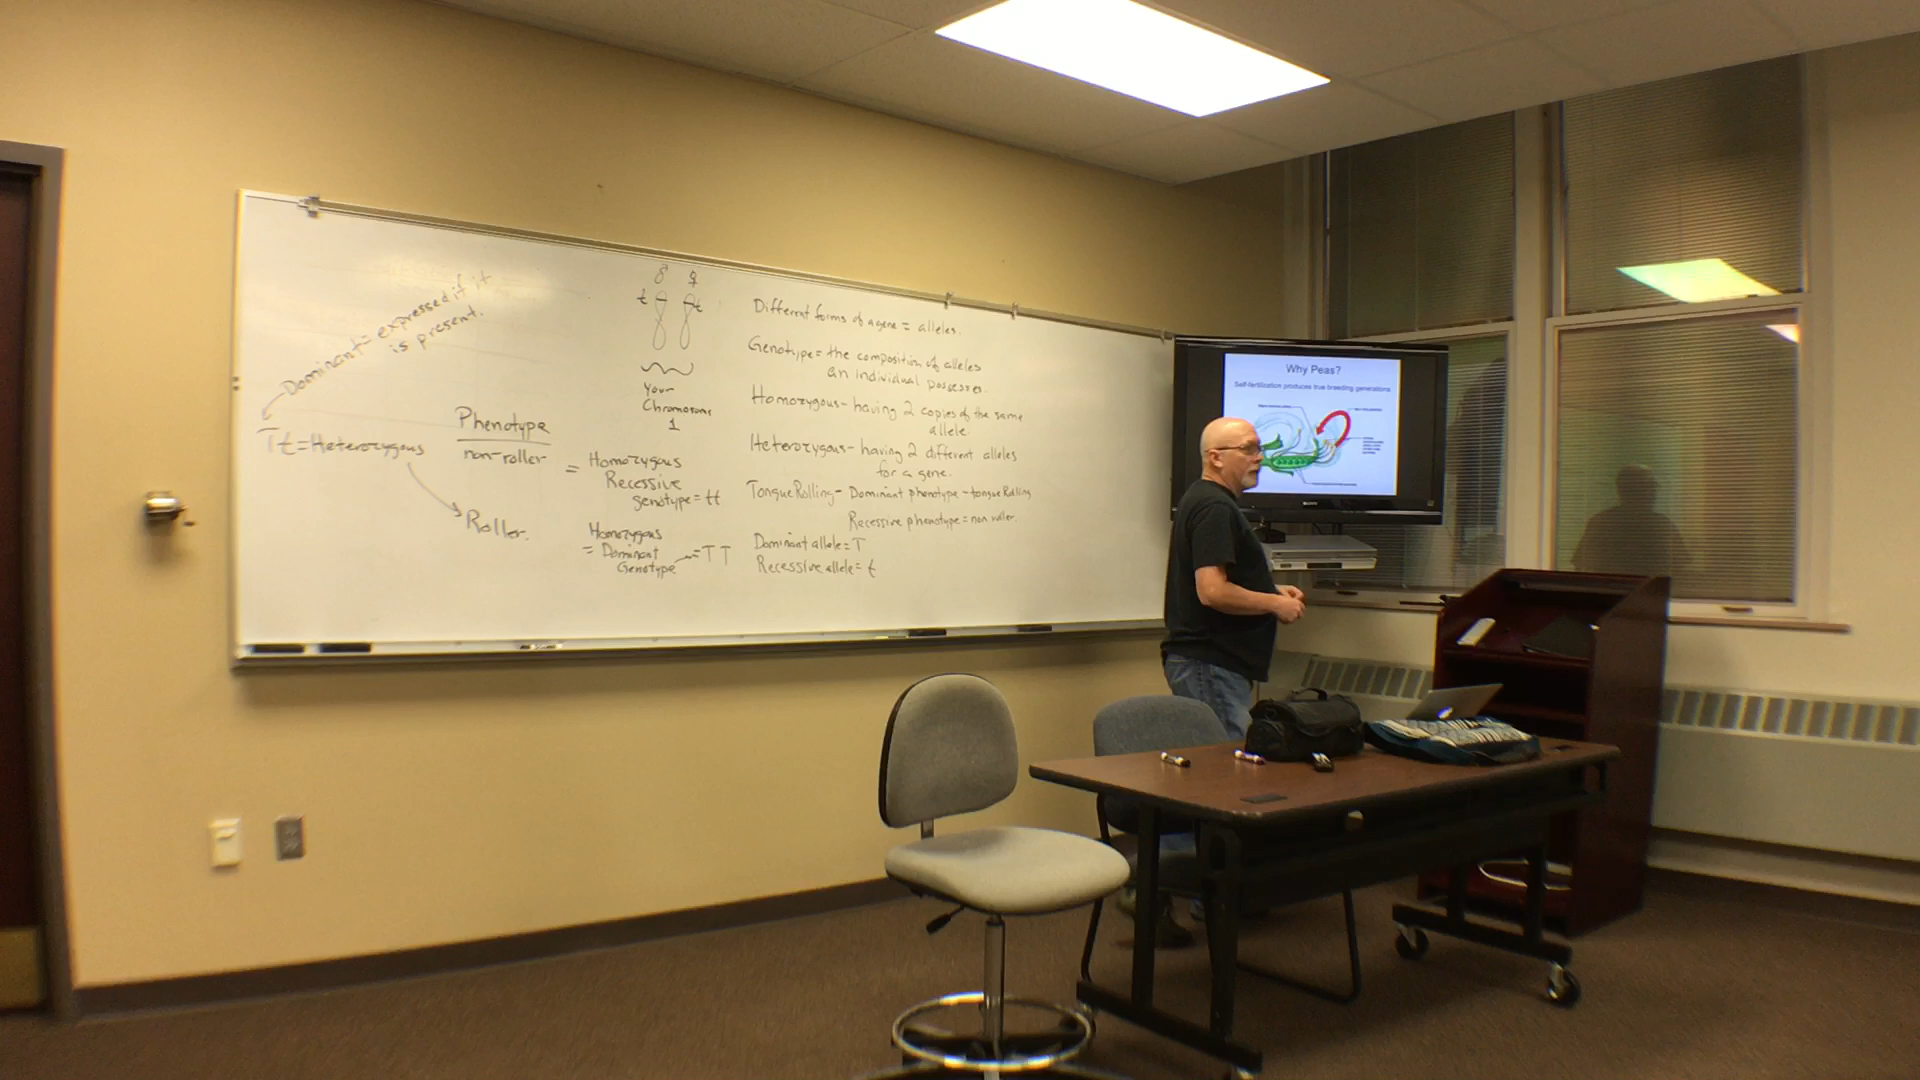 Dominant = expressed if it
is present.
Tt = Heterozygous
Roller.
Phenotype
non-roller
= Homozygous
Recessive
genotype = tt
Homozygous
= Dominant
Genotype = TT
♂ ♀
t t
Your
Chromosome
1
Different forms of a gene = alleles.
Genotype = the composition of alleles
an individual possesses.
Homozygous - having 2 copies of the same
allele.
Heterozygous - having 2 different alleles
for a gene.
Tongue Rolling - Dominant phenotype - tongue Rolling
Recessive phenotype = non roller.
Dominant allele = T
Recessive allele = t
Why Peas?
Self-fertilization produces true breeding generations